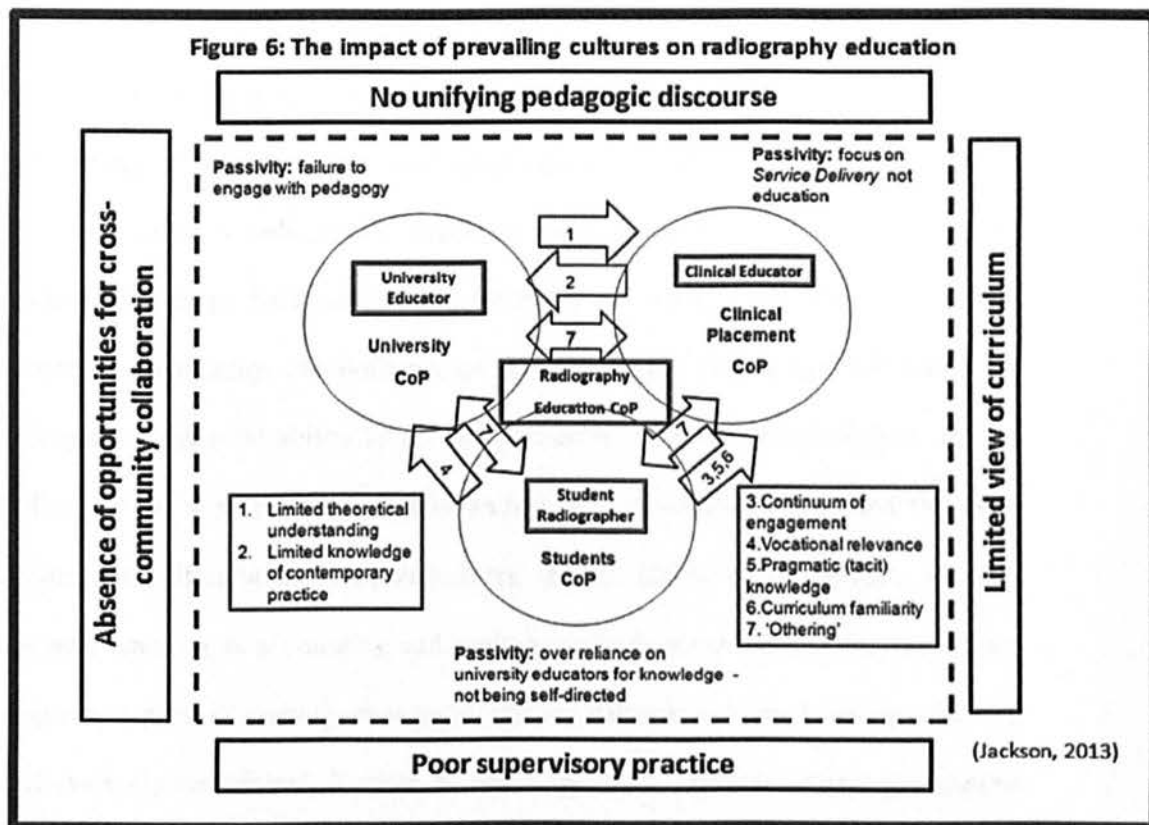 Figure 6: The impact of prevailing cultures on radiography education
No unifying pedagogic discourse
Absence of opportunities for cross-
community collaboration
Passivity: failure to
engage with pedagogy
Passivity: focus on
Service Delivery not
education
1
2
7
University
Educator
University
CoP
Clinical Educator
Clinical
Placement
CoP
Radiography
Education CoP
4
7
7
3,5,6
Student
Radiographer
Students
CoP
1. Limited theoretical
understanding
2. Limited knowledge
of contemporary
practice
3.Continuum of
engagement
4.Vocational relevance
5.Pragmatic (tacit)
knowledge
6.Curriculum familiarity
7. 'Othering'
Passivity: over reliance on
university educators for knowledge -
not being self-directed
Limited view of curriculum
Poor supervisory practice
(Jackson, 2013)